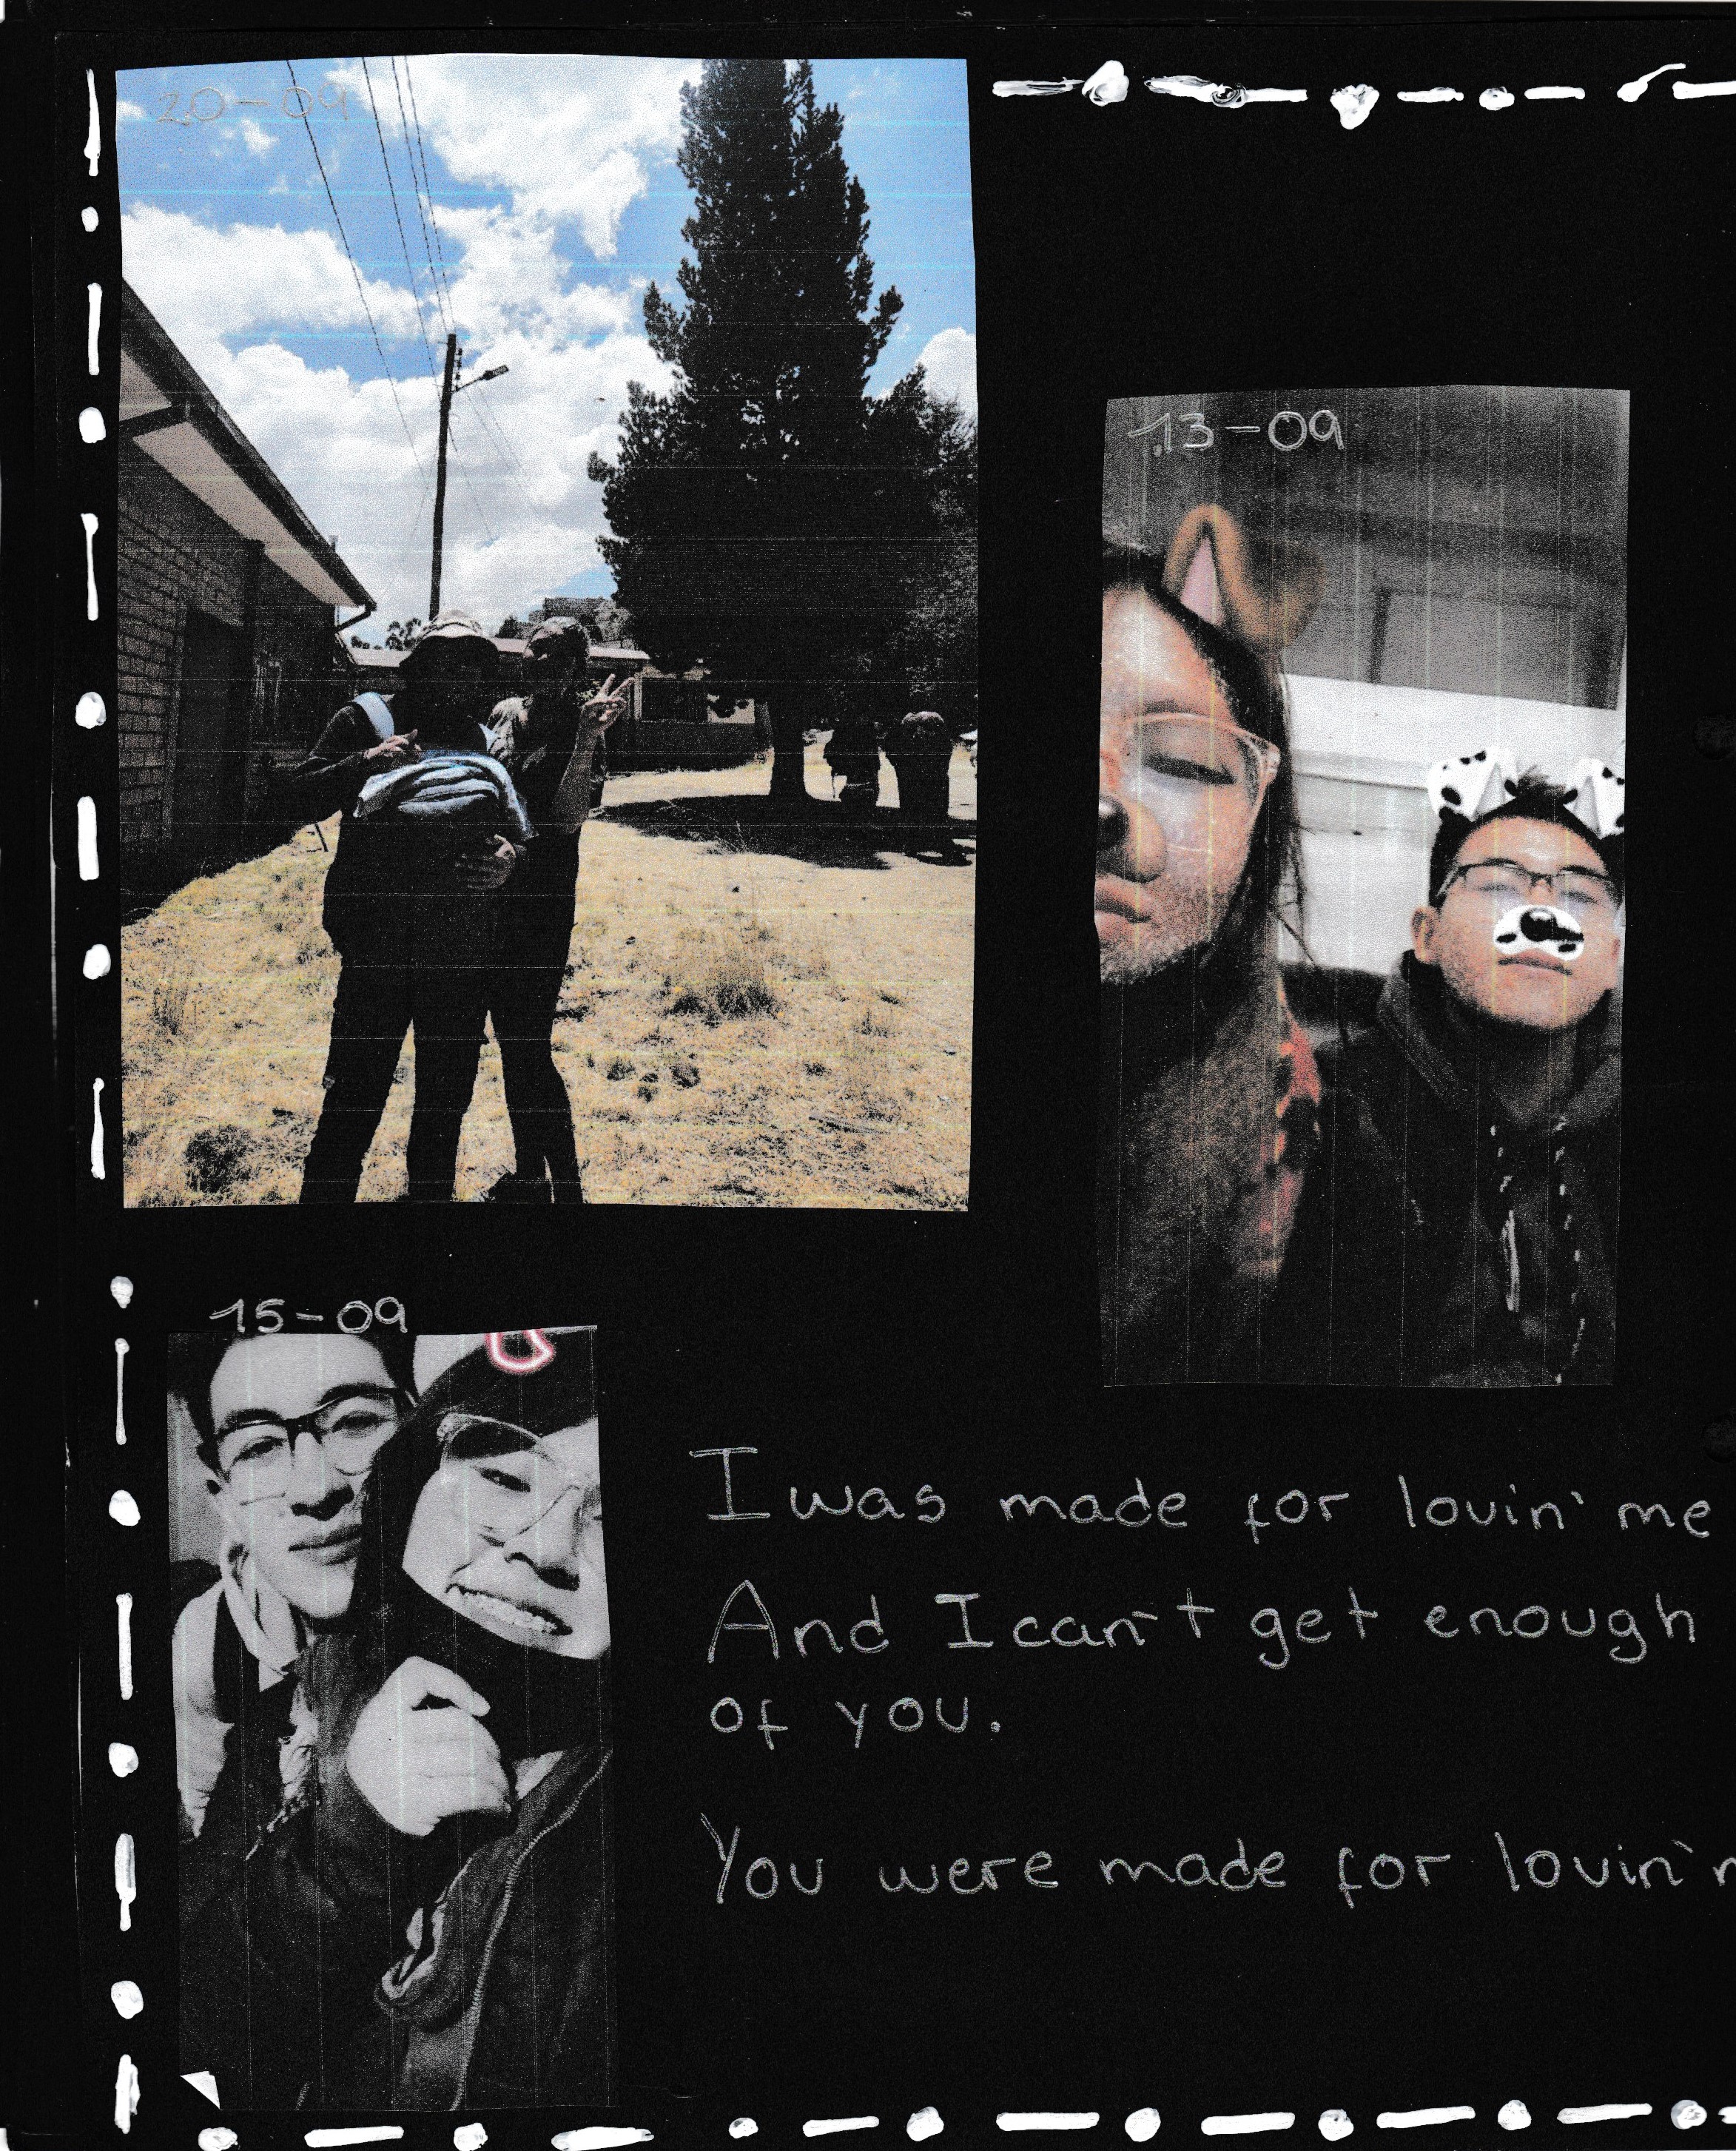 20-09
13-09
15-09
I was made for lovin' me
And I can't get enough
of you.
You were made for lovin'